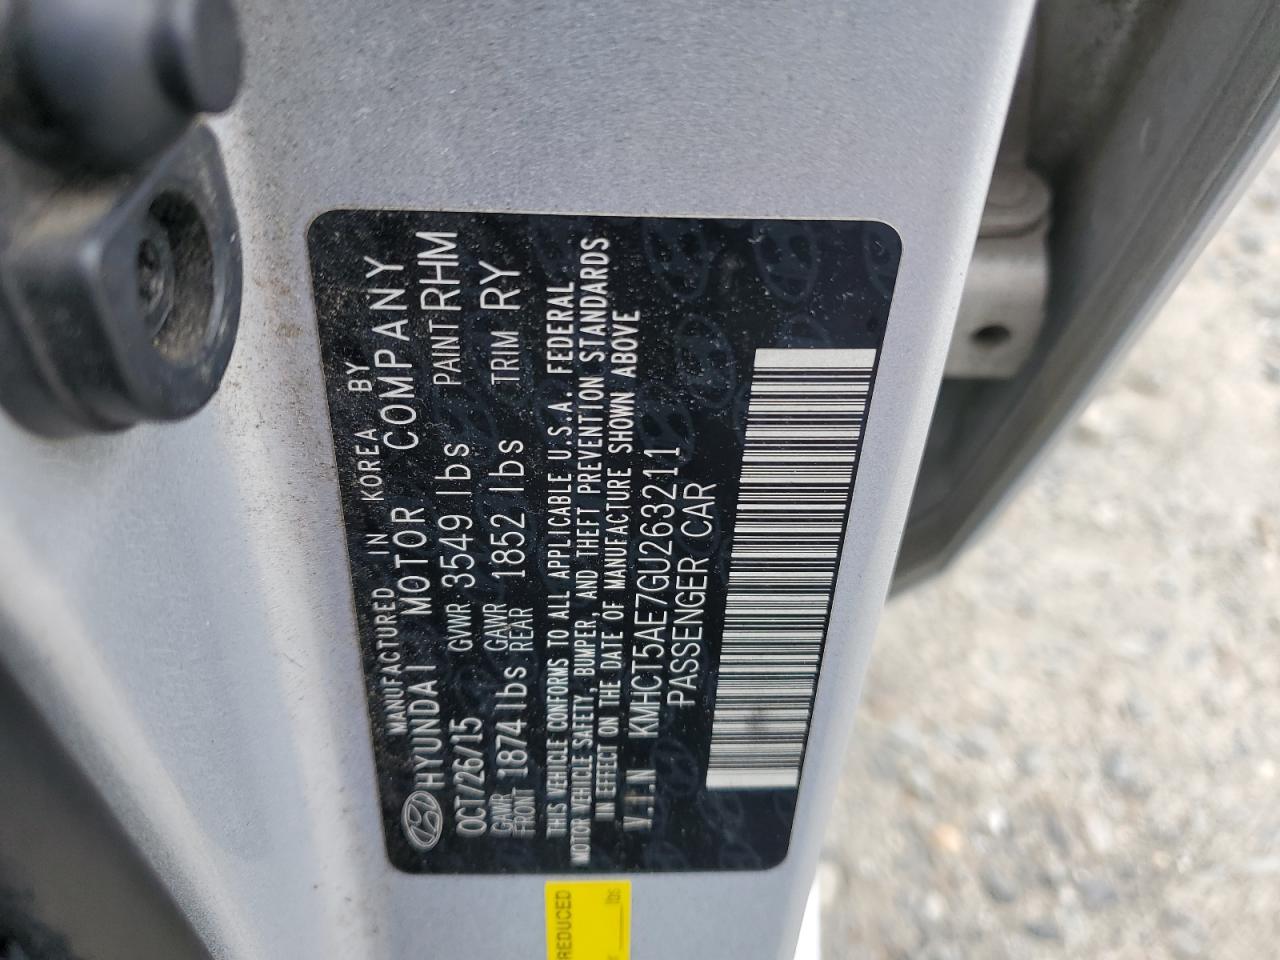 MANUFACTURED IN KOREA BY
HYUNDAI MOTOR COMPANY
OCT/26/15 GVWR 3549 lbs PAINT RHM
GAWR FRONT 1874 lbs GAWR REAR 1852 lbs TRIM RY
THIS VEHICLE CONFORMS TO ALL APPLICABLE U.S.A. FEDERAL
MOTOR VEHICLE SAFETY, BUMPER, AND THEFT PREVENTION STANDARDS
IN EFFECT ON THE DATE OF MANUFACTURE SHOWN ABOVE
V.I.N KMHCT5AE7GU263211
PASSENGER CAR
REDUCED
lbs